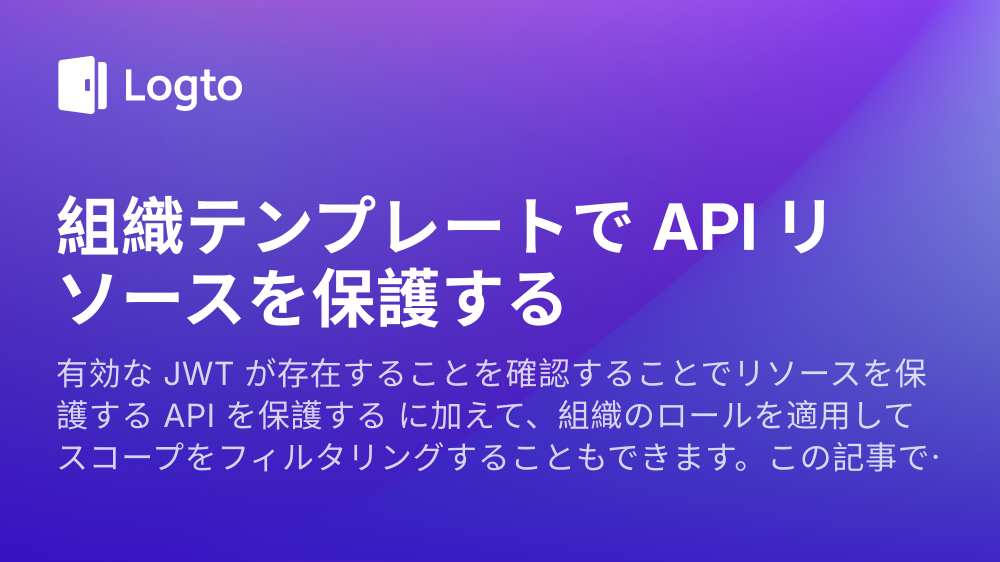 Logto
組織テンプレートで API リ
ソースを保護する
有効な JWT が存在することを確認することでリソースを保
護する API を保護する に加えて、組織のロールを適用して
スコープをフィルタリングすることもできます。この記事で·